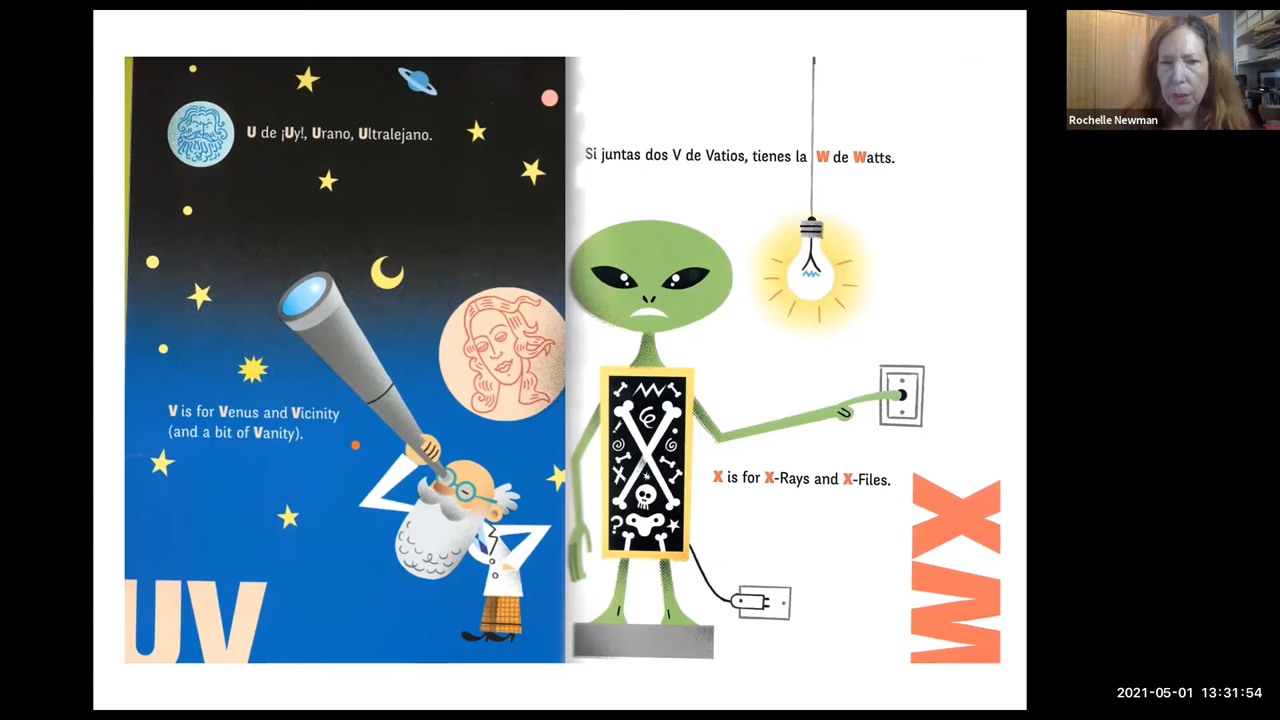 U de ¡Uy!, Urano, Ultralejano.
V is for Venus and Vicinity
(and a bit of Vanity).
UV
Si juntas dos V de Vatios, tienes la W de Watts.
?
X is for X-Rays and X-Files.
WX
Rochelle Newman
2021-05-01 13:31:54